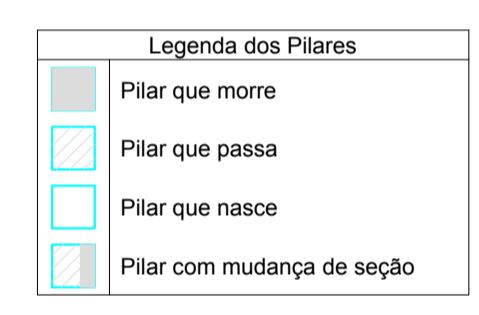 Legenda dos Pilares
Pilar que morre
Pilar que passa
Pilar que nasce
Pilar com mudança de seção